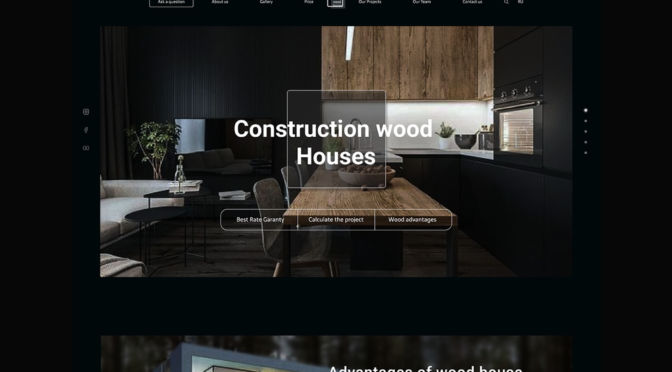 Ask a question
About us
Gallery
Price
Our Projects
Our Team
Contact us
RU
Construction wood
Houses
Best Rate Garanty
Calculate the project
Wood advantages
Advantages of wood house